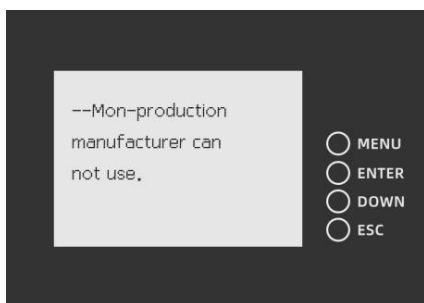 --Mon-production
manufacturer can
not use.
MENU
ENTER
DOWN
ESC